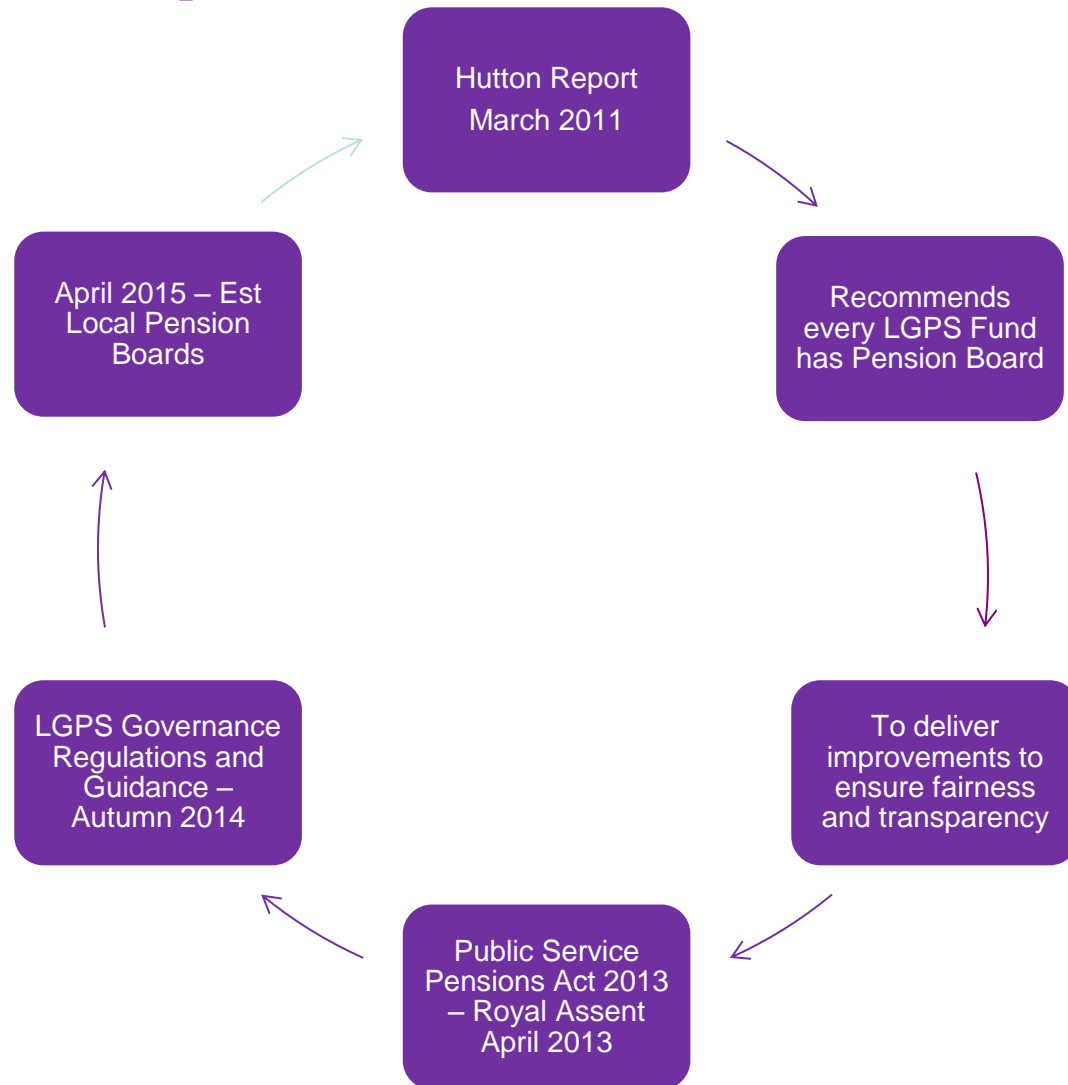 Hutton Report
March 2011
Recommends
every LGPS Fund
has Pension Board
To deliver
improvements to
ensure fairness
and transparency
Public Service
Pensions Act 2013
– Royal Assent
April 2013
LGPS Governance
Regulations and
Guidance –
Autumn 2014
April 2015 – Est
Local Pension
Boards